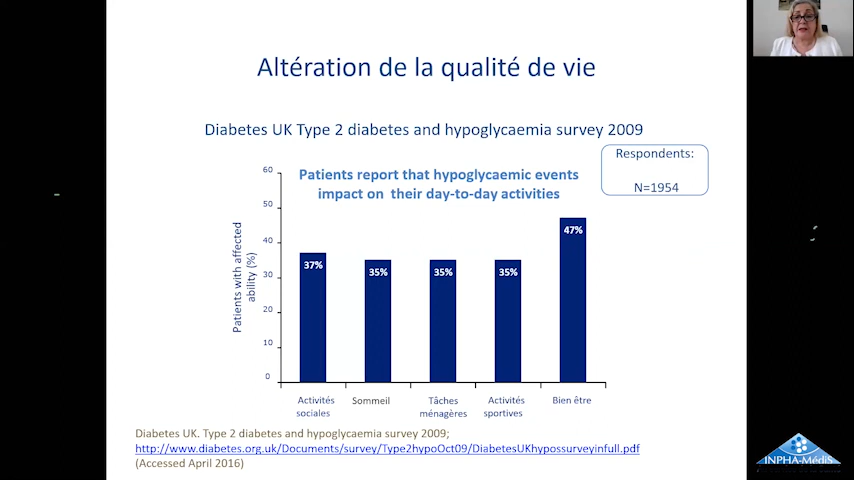 Altération de la qualité de vie
Diabetes UK Type 2 diabetes and hypoglycaemia survey 2009
Respondents:
N=1954
Patients report that hypoglycaemic events
impact on their day-to-day activities
Patients with affected
ability (%)
60
50
40
30
20
10
0
37%
35%
35%
35%
47%
Activités
sociales
Sommeil
Tâches
ménagères
Activités
sportives
Bien être
Diabetes UK. Type 2 diabetes and hypoglycaemia survey 2009;
http://www.diabetes.org.uk/Documents/survey/Type2hypoOct09/DiabetesUKhypossurveyinfull.pdf
(Accessed April 2016)
INPHA-MédiS